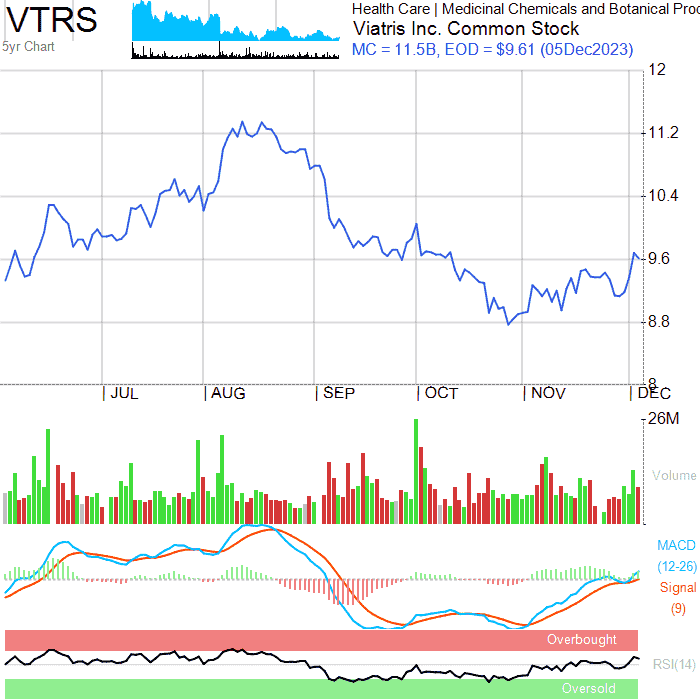 VTRS
5yr Chart
Health Care | Medicinal Chemicals and Botanical Proc
Viatris Inc. Common Stock
MC = 11.5B, EOD = $9.61 (05Dec2023)
12
11.2
10.4
9.6
8.8
8
| JUL | AUG | SEP | OCT | NOV | DEC
26M
Volume
MACD
(12-26)
Signal
(9)
Overbought
RSI(14)
Oversold